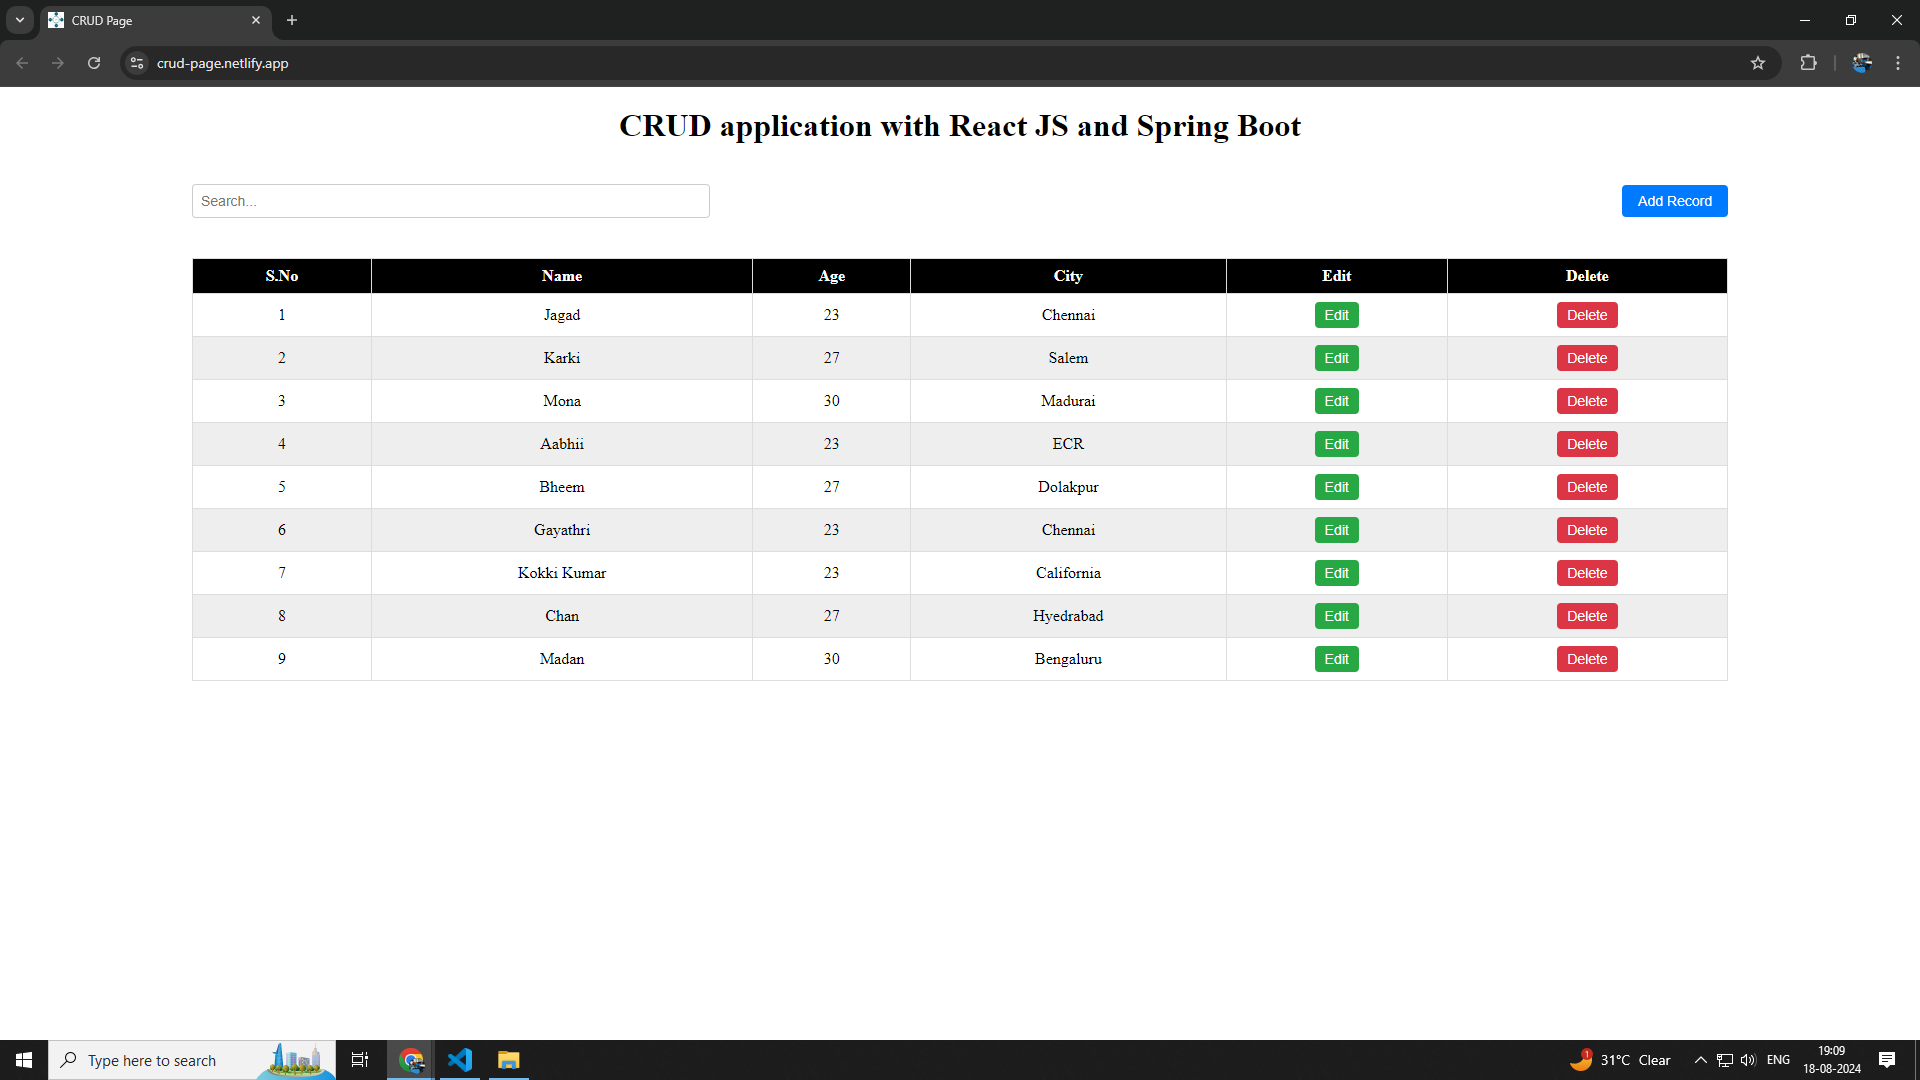 CRUD Page
crud-page.netlify.app
CRUD application with React JS and Spring Boot
Search...
Add Record
S.No Name Age City Edit Delete
1 Jagad 23 Chennai Edit Delete
2 Karki 27 Salem Edit Delete
3 Mona 30 Madurai Edit Delete
4 Aabhii 23 ECR Edit Delete
5 Bheem 27 Dolakpur Edit Delete
6 Gayathri 23 Chennai Edit Delete
7 Kokki Kumar 23 California Edit Delete
8 Chan 27 Hyedrabad Edit Delete
9 Madan 30 Bengaluru Edit Delete
Type here to search
1
31°C Clear
ENG
19:09
18-08-2024